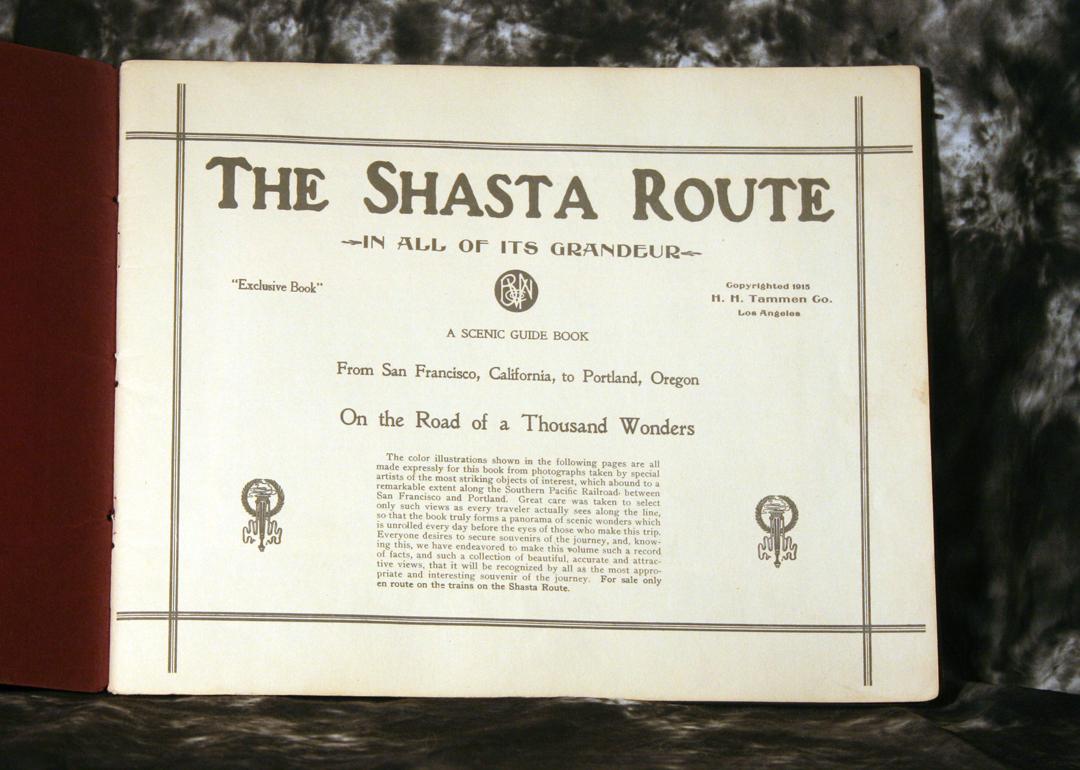 THE SHASTA ROUTE
IN ALL OF ITS GRANDEUR
"Exclusive Book"
Copyrighted 1915
H. H. Tammen Co.
Los Angeles
A SCENIC GUIDE BOOK
From San Francisco, California, to Portland, Oregon
On the Road of a Thousand Wonders
The color illustrations shown in the following pages are all
made expressly for this book from photographs taken by special
artists of the most striking objects of interest, which abound to a
remarkable extent along the Southern Pacific Railroad between
San Francisco and Portland. Great care was taken to select
only such views as every traveler actually sees along the line,
so that the book truly forms a panorama of scenic wonders which
is unrolled every day before the eyes of those who make this trip.
Everyone desires to secure souvenirs of the journey, and, know-
ing this, we have endeavored to make this volume such a record
of facts, and such a collection of beautiful, accurate and attrac-
tive views, that it will be recognized by all as the most appro-
priate and interesting souvenir of the journey. For sale only
en route on the trains on the Shasta Route.